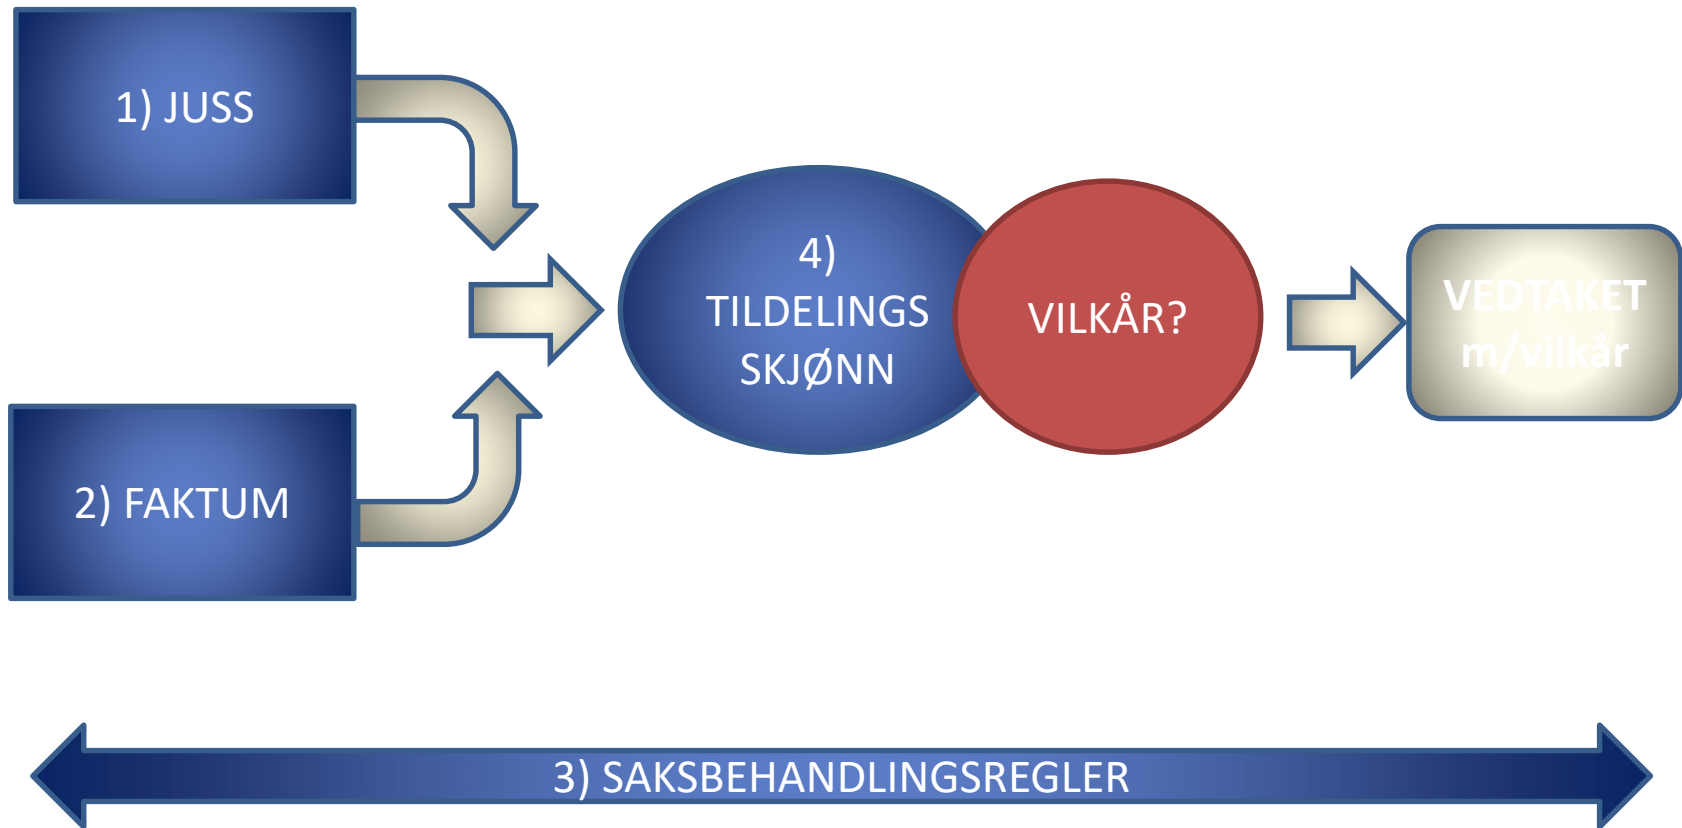 1) JUSS
4)
TILDELINGS
SKJØNN
VILKÅR?
VEDTAKET
m/vilkår
2) FAKTUM
3) SAKSBEHANDLINGSREGLER